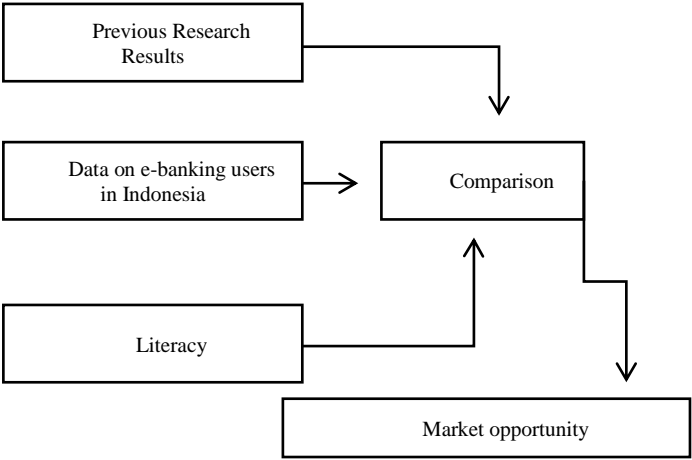 Previous Research
Results
Data on e-banking users
in Indonesia
Comparison
Literacy
Market opportunity